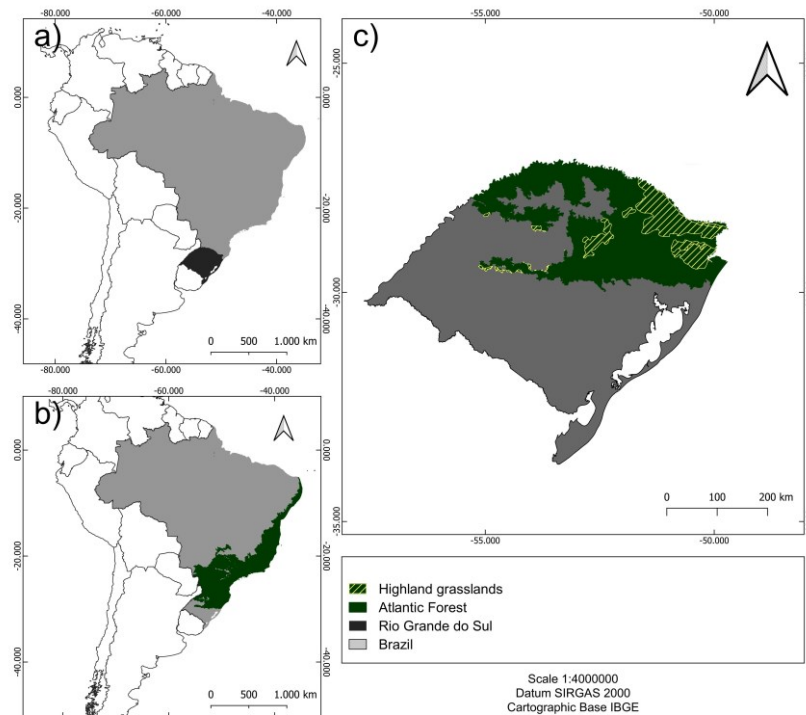 a)
-80.000
-60.000
-40.000
0.000
0.000
-20.000
-20.000
-40.000
-40.000
0
500
1.000 km
-80.000
-60.000
-40.000
b)
-80.000
-60.000
-40.000
0.000
0.000
-20.000
-20.000
-40.000
-40.000
0
500
1.000 km
c)
-55.000
-50.000
-25.000
-25.000
-30.000
-30.000
-35.000
-35.000
0
100
200 km
-55.000
-50.000
Highland grasslands
Atlantic Forest
Rio Grande do Sul
Brazil
Scale 1:4000000
Datum SIRGAS 2000
Cartographic Base IBGE